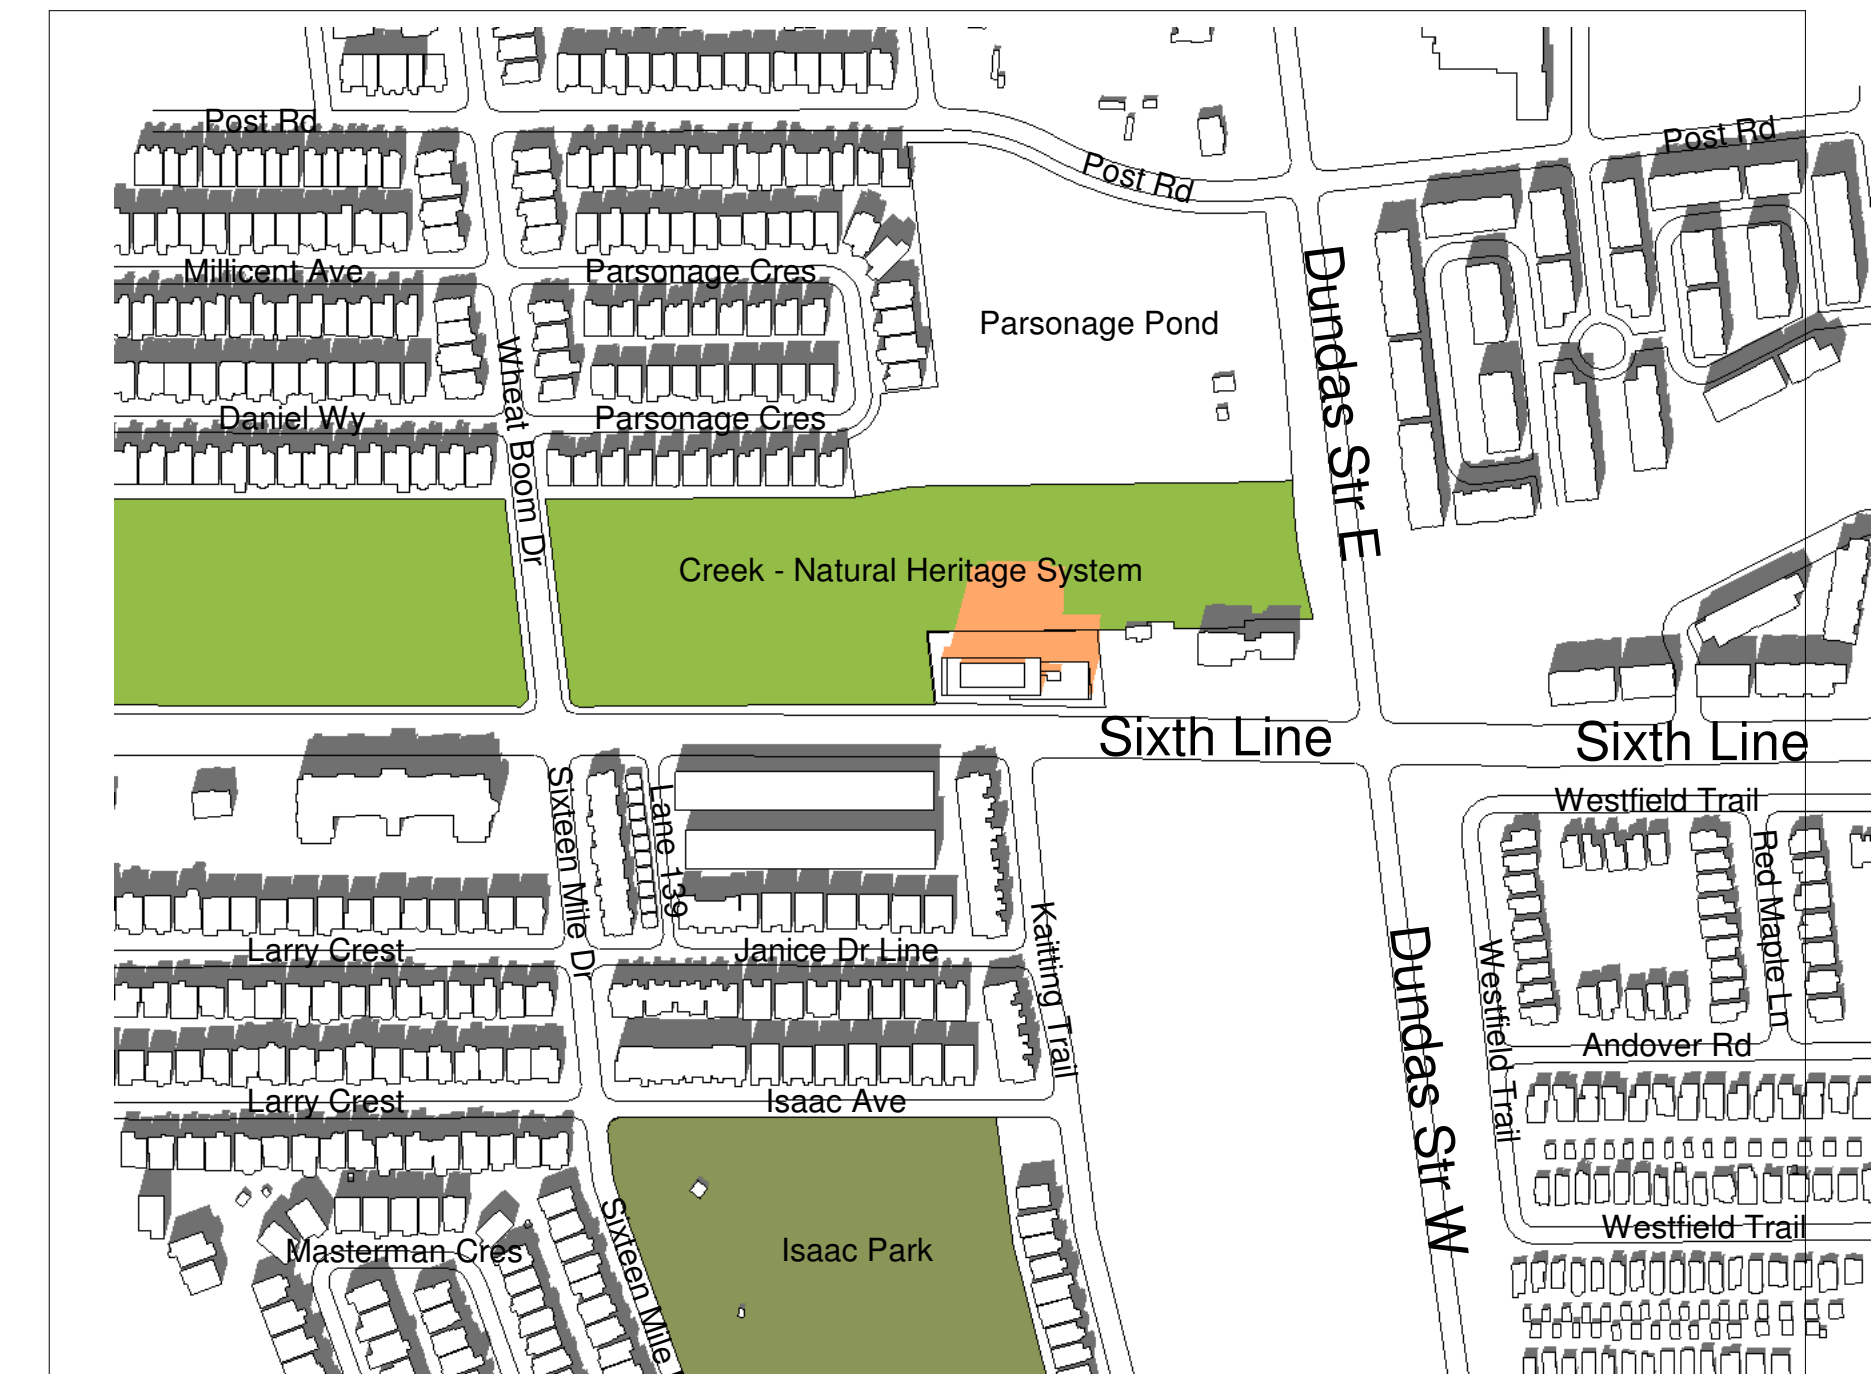 Post Rd
Post Rd
Post Rd
Millicent Ave
Parsonage Cres
Dundas Str E
Parsonage Pond
Wheat Boom Dr
Daniel Wy
Parsonage Cres
Creek - Natural Heritage System
Sixth Line
Sixth Line
Sixteen Mile Dr
Lane 139
Westfield Trail
Red Maple Ln
Larry Crest
Janice Dr Line
Kaitting Trail
Dundas Str W
Westfield Trail
Andover Rd
Larry Crest
Isaac Ave
Sixteen Mile
Masterman Cres
Isaac Park
Westfield Trail